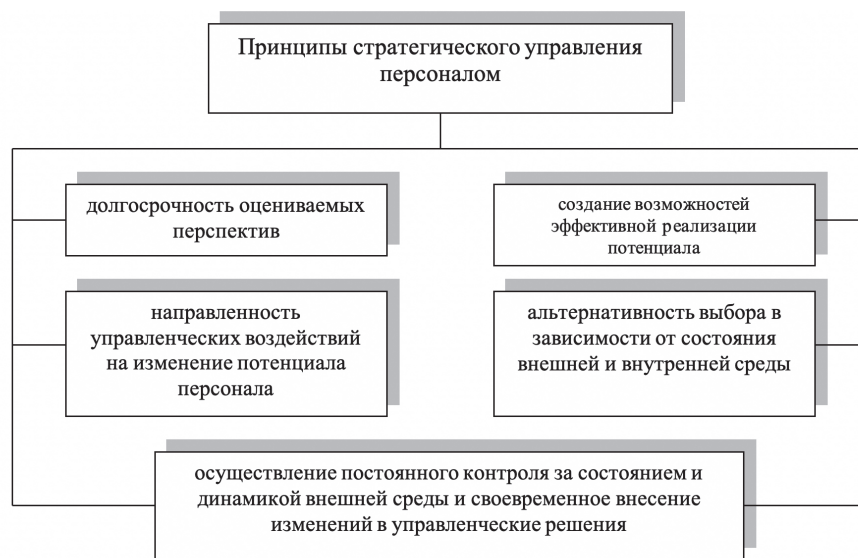 Принципы стратегического управления
персоналом
долгосрочность оцениваемых
перспектив
создание возможностей
эффективной реализации
потенциала
направленность
управленческих воздействий
на изменение потенциала
персонала
альтернативность выбора в
зависимости от состояния
внешней и внутренней среды
осуществление постоянного контроля за состоянием и
динамикой внешней среды и своевременное внесение
изменений в управленческие решения